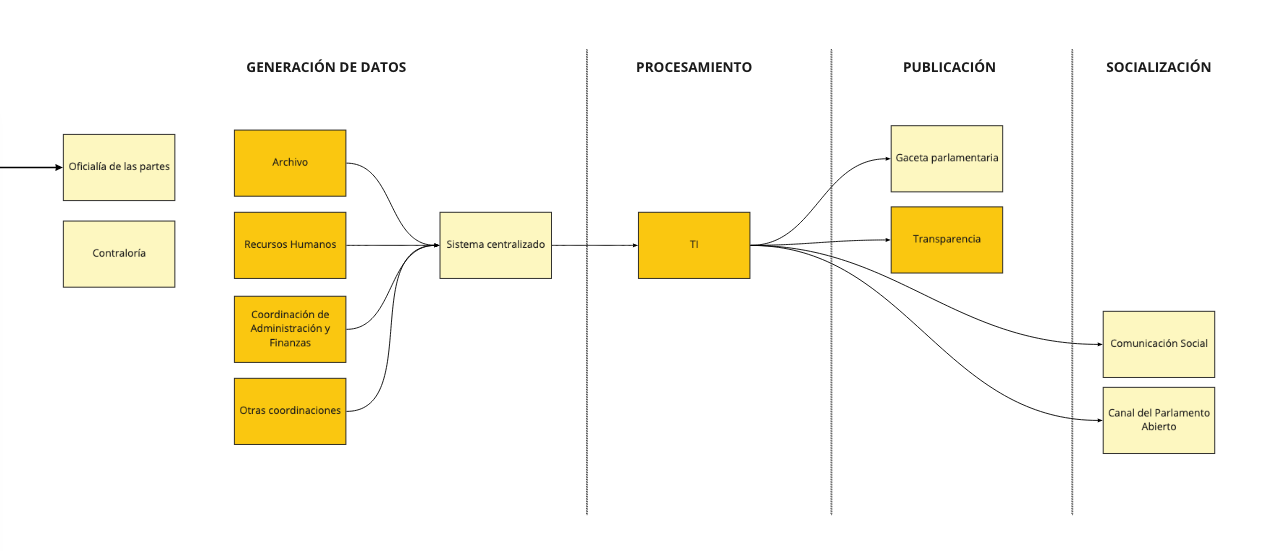 GENERACIÓN DE DATOS
PROCESAMIENTO
PUBLICACIÓN
SOCIALIZACIÓN
Oficialía de las partes
Contraloría
Archivo
Recursos Humanos
Coordinación de
Administración y
Finanzas
Otras coordinaciones
Sistema centralizado
TI
Gaceta parlamentaria
Transparencia
Comunicación Social
Canal del Parlamento
Abierto